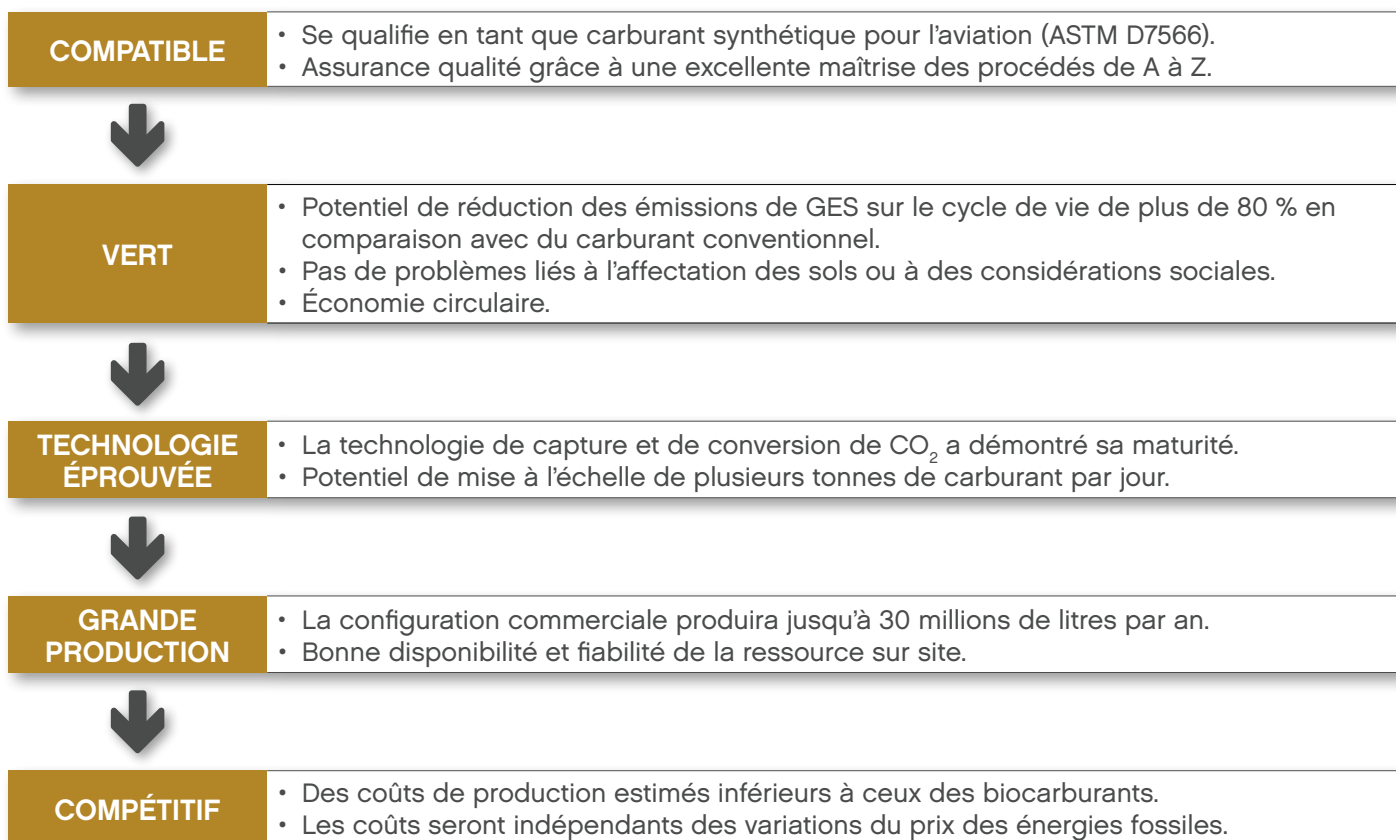 COMPATIBLE
• Se qualifie en tant que carburant synthétique pour l'aviation (ASTM D7566).
• Assurance qualité grâce à une excellente maîtrise des procédés de A à Z.
VERT
• Potentiel de réduction des émissions de GES sur le cycle de vie de plus de 80 % en
comparaison avec du carburant conventionnel.
• Pas de problèmes liés à l'affectation des sols ou à des considérations sociales.
• Économie circulaire.
TECHNOLOGIE
ÉPROUVÉE
• La technologie de capture et de conversion de CO₂ a démontré sa maturité.
• Potentiel de mise à l'échelle de plusieurs tonnes de carburant par jour.
GRANDE
PRODUCTION
• La configuration commerciale produira jusqu'à 30 millions de litres par an.
• Bonne disponibilité et fiabilité de la ressource sur site.
COMPÉTITIF
• Des coûts de production estimés inférieurs à ceux des biocarburants.
• Les coûts seront indépendants des variations du prix des énergies fossiles.